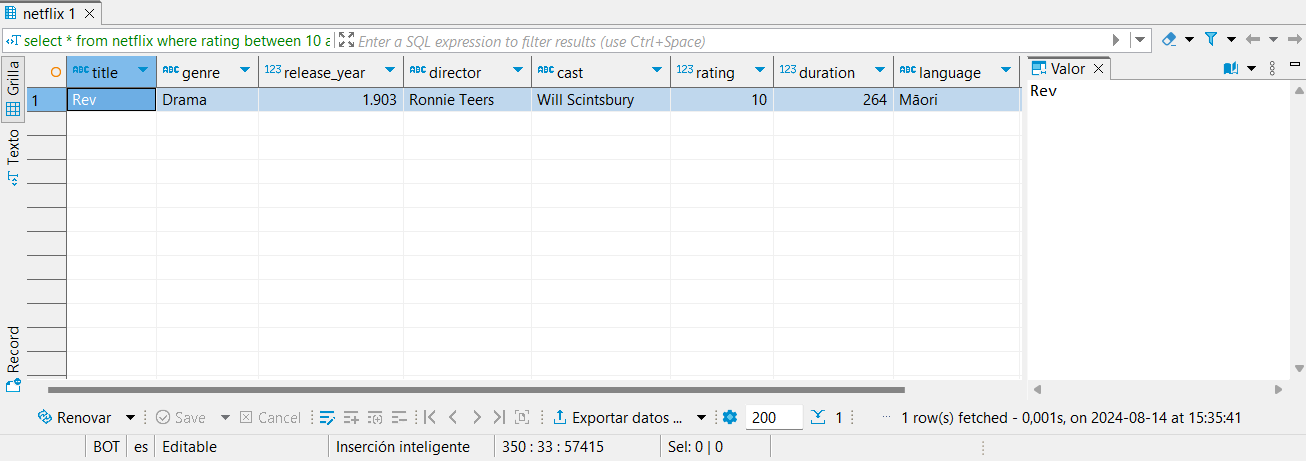 netflix 1
select * from netflix where rating between 10 a Enter a SQL expression to filter results (use Ctrl+Space)
Grilla
Texto
Record
ABC title ABC genre 123 release_year ABC director ABC cast 123 rating 123 duration ABC language
1 Rev Drama 1.903 Ronnie Teers Will Scintsbury 10 264 Māori
Valor
Rev
Renovar Save Cancel Exportar datos ... 200 1 ... 1 row(s) fetched - 0,001s, on 2024-08-14 at 15:35:41
BOT es Editable Inserción inteligente 350 : 33 : 57415 Sel: 0 | 0